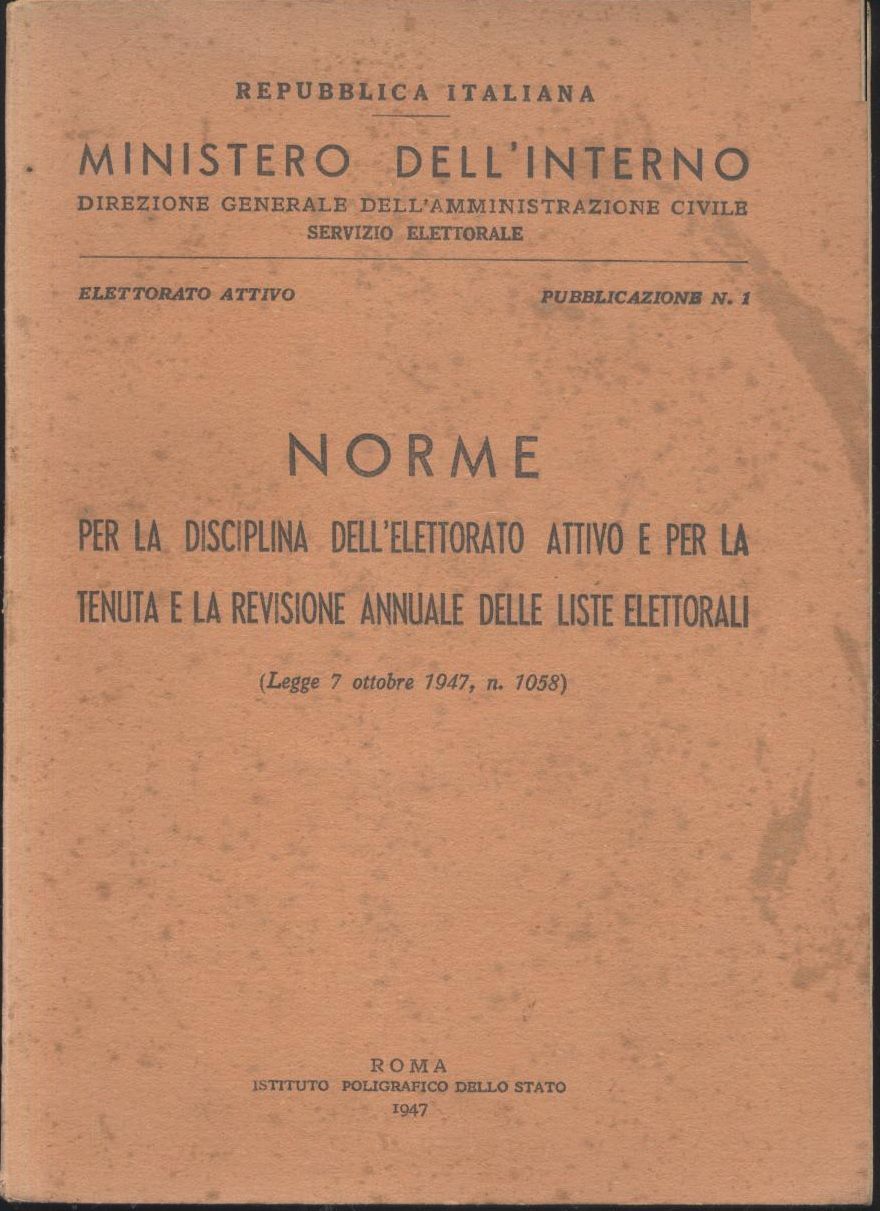 REPUBBLICA ITALIANA
MINISTERO DELL'INTERNO
DIREZIONE GENERALE DELL'AMMINISTRAZIONE CIVILE
SERVIZIO ELETTORALE
ELETTORATO ATTIVO PUBBLICAZIONE N. 1
NORME
PER LA DISCIPLINA DELL'ELETTORATO ATTIVO E PER LA
TENUTA E LA REVISIONE ANNUALE DELLE LISTE ELETTORALI
(Legge 7 ottobre 1947, n. 1058)
ROMA
ISTITUTO POLIGRAFICO DELLO STATO
1947